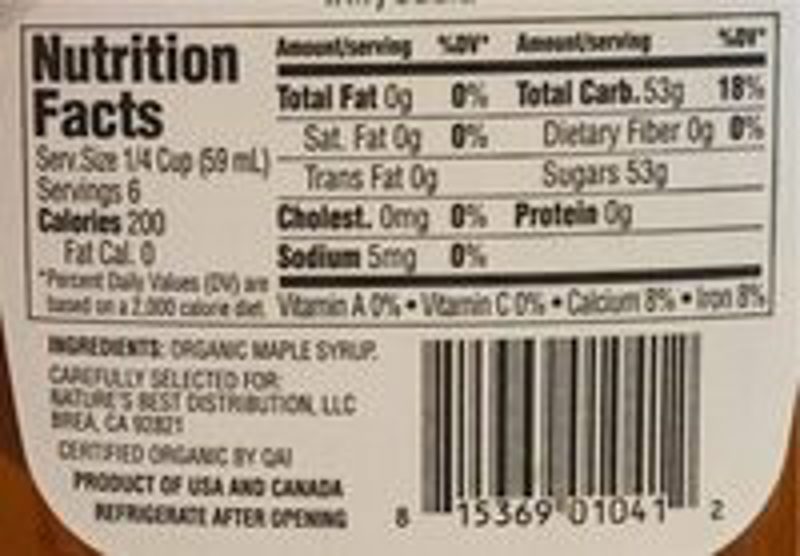 Nutrition
Facts
Serv.Size 1/4 Cup (59 mL)
Servings 6
Calories 200
Fat Cal. 0
*Percent Daily Values (DV) are
based on a 2,000 calorie diet.
Amount/serving %DV* Amount/serving %DV*
Total Fat 0g 0% Total Carb. 53g 18%
Sat. Fat 0g 0% Dietary Fiber 0g 0%
Trans Fat 0g Sugars 53g
Cholest. 0mg 0% Protein 0g
Sodium 5mg 0%
Vitamin A 0% • Vitamin C 0% • Calcium 8% • Iron 8%
INGREDIENTS: ORGANIC MAPLE SYRUP.
CAREFULLY SELECTED FOR:
NATURE'S BEST DISTRIBUTION, LLC
BREA, CA 92821
CERTIFIED ORGANIC BY QAI
PRODUCT OF USA AND CANADA
REFRIGERATE AFTER OPENING
8 15369 01041 2